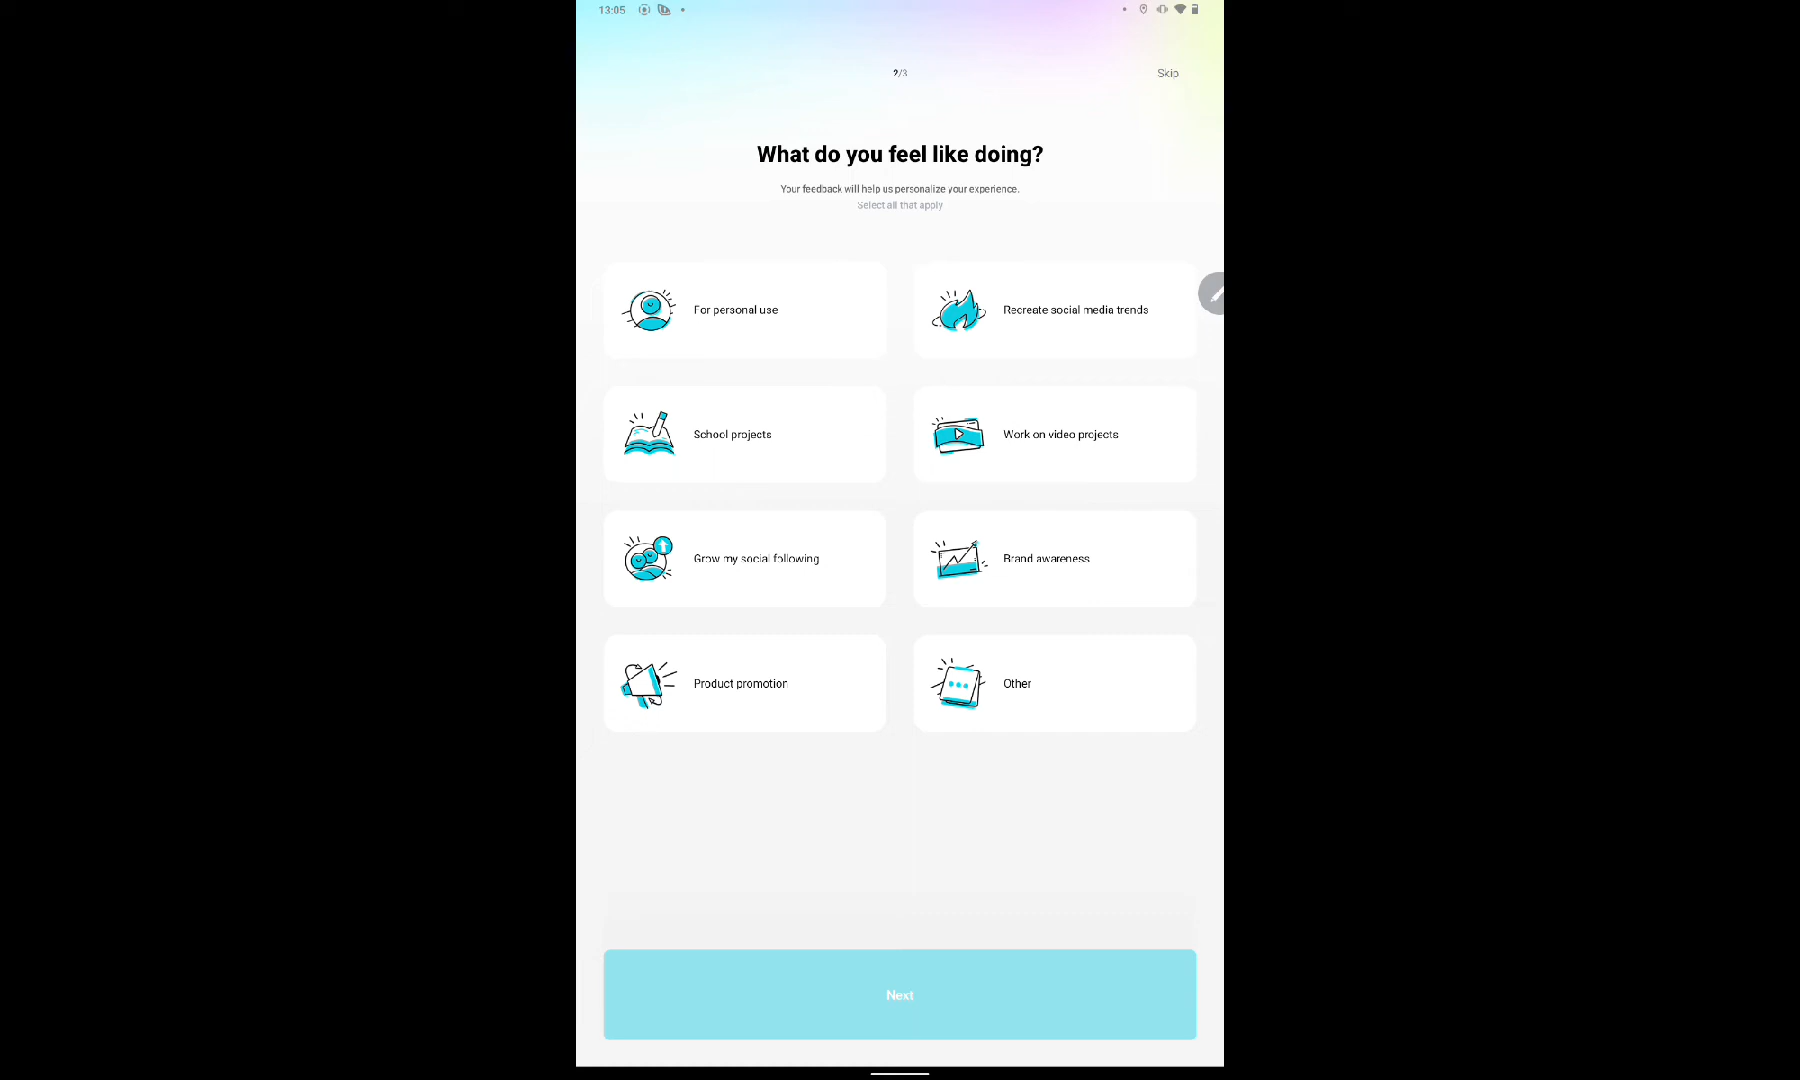 13:05
2/3
Skip
What do you feel like doing?
Your feedback will help us personalize your experience.
Select all that apply
For personal use
Recreate social media trends
School projects
Work on video projects
Grow my social following
Brand awareness
Product promotion
Other
Next